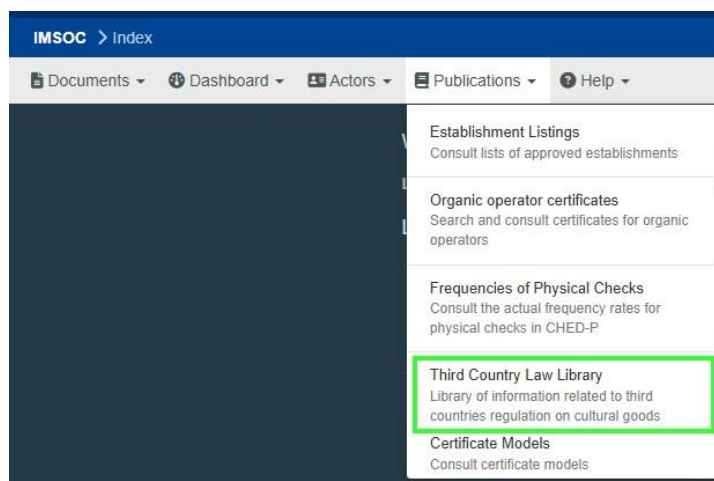 IMSOC > Index
Documents Dashboard Actors Publications Help
Establishment Listings
Consult lists of approved establishments
Organic operator certificates
Search and consult certificates for organic
operators
Frequencies of Physical Checks
Consult the actual frequency rates for
physical checks in CHED-P
Third Country Law Library
Library of information related to third
countries regulation on cultural goods
Certificate Models
Consult certificate models